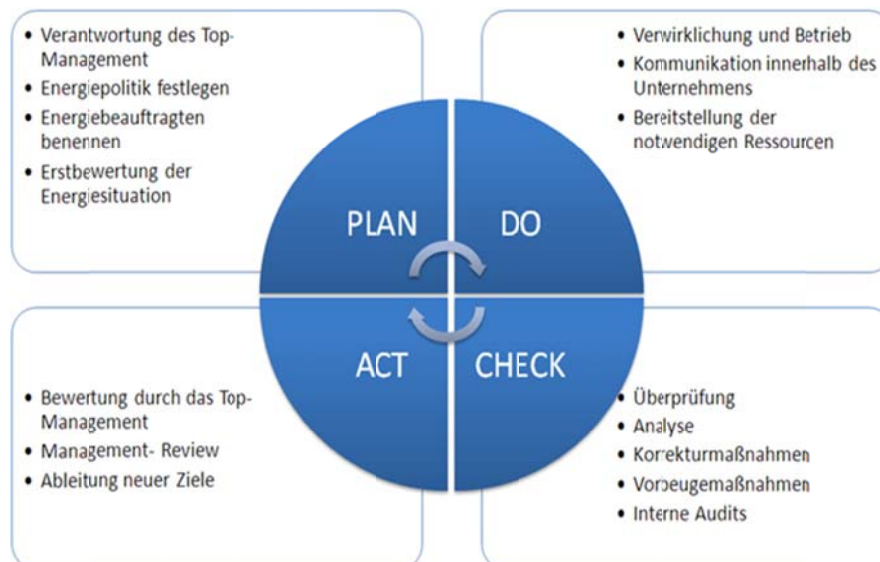 • Verantwortung des Top-
Management
• Energiepolitik festlegen
• Energiebeauftragten
benennen
• Erstbewertung der
Energiesituation
• Verwirklichung und Betrieb
• Kommunikation innerhalb des
Unternehmens
• Bereitstellung der
notwendigen Ressourcen
PLAN
DO
ACT
CHECK
• Bewertung durch das Top-
Management
• Management- Review
• Ableitung neuer Ziele
• Überprüfung
• Analyse
• Korrekturmaßnahmen
• Vorbeugemaßnahmen
• Interne Audits